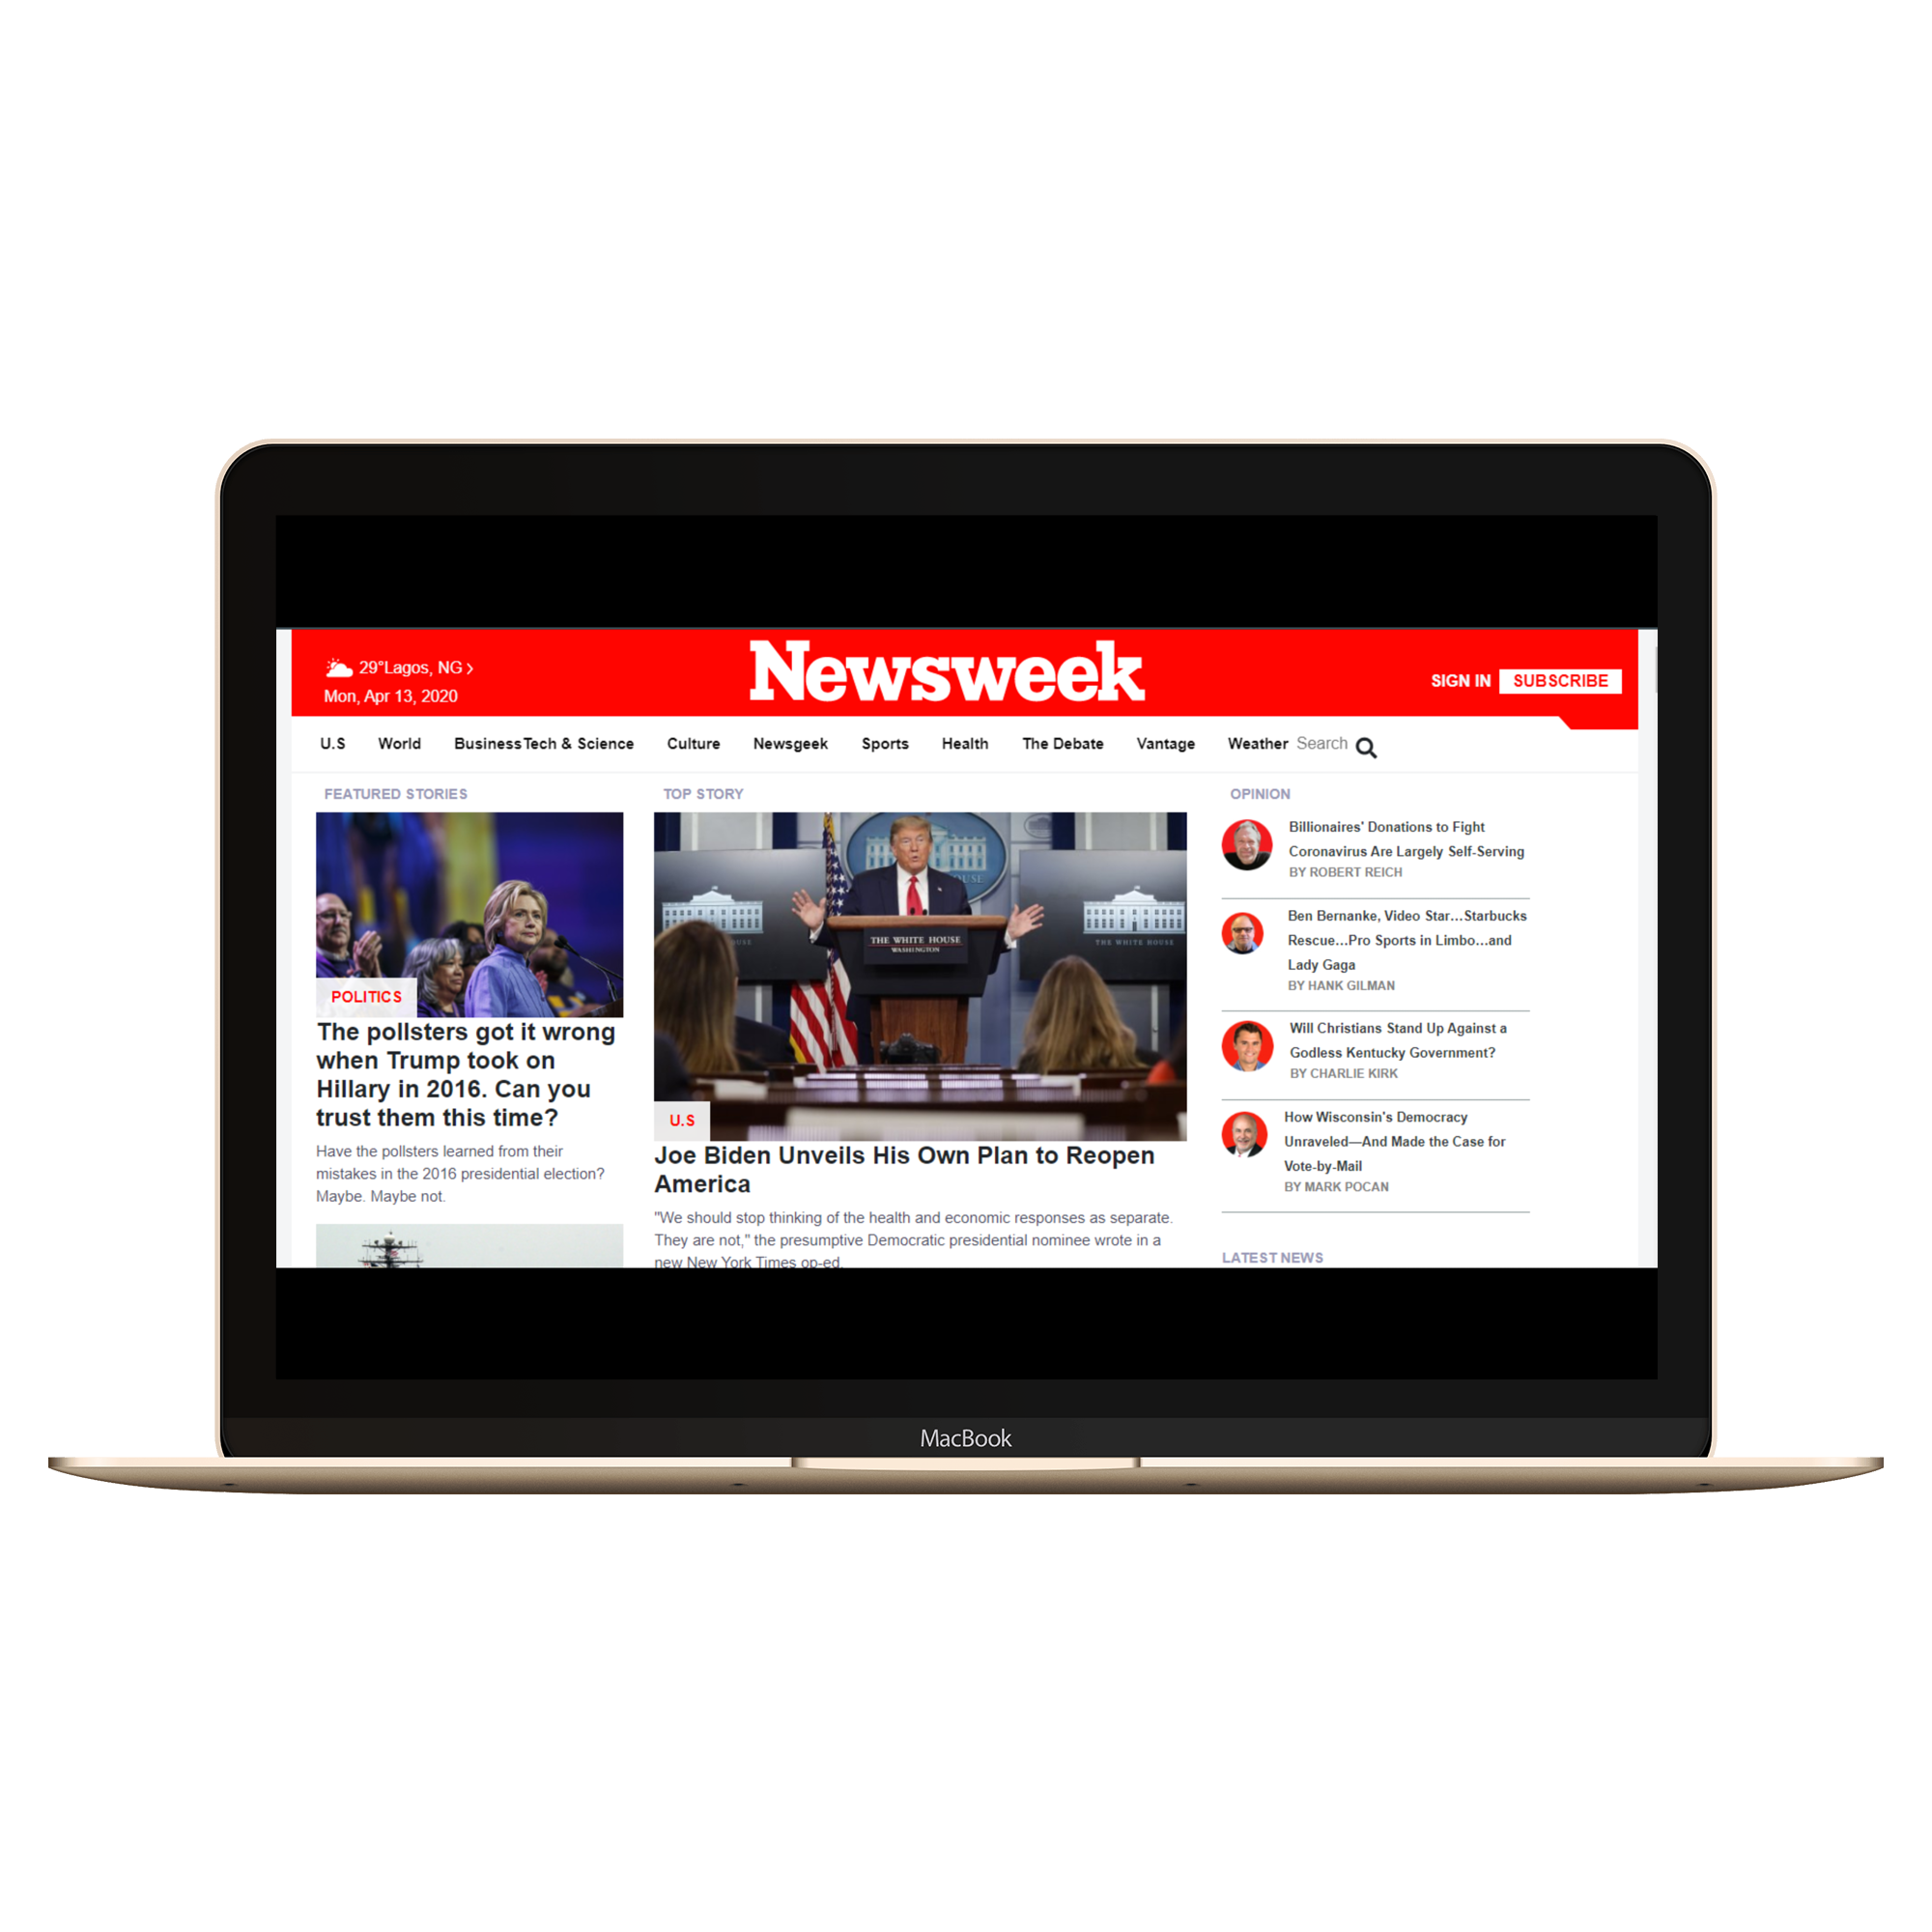 29°Lagos, NG >
Mon, Apr 13, 2020
Newsweek
SIGN IN SUBSCRIBE
U.S World Business Tech & Science Culture Newsgeek Sports Health The Debate Vantage Weather Search
FEATURED STORIES
POLITICS
The pollsters got it wrong
when Trump took on
Hillary in 2016. Can you
trust them this time?
Have the pollsters learned from their
mistakes in the 2016 presidential election?
Maybe. Maybe not.
TOP STORY
THE WHITE HOUSE
WASHINGTON
THE WHITE HOUSE
U.S
Joe Biden Unveils His Own Plan to Reopen
America
"We should stop thinking of the health and economic responses as separate.
They are not," the presumptive Democratic presidential nominee wrote in a
new New York Times op-ed.
OPINION
Billionaires' Donations to Fight
Coronavirus Are Largely Self-Serving
BY ROBERT REICH
Ben Bernanke, Video Star...Starbucks
Rescue...Pro Sports in Limbo...and
Lady Gaga
BY HANK GILMAN
Will Christians Stand Up Against a
Godless Kentucky Government?
BY CHARLIE KIRK
How Wisconsin's Democracy
Unraveled—And Made the Case for
Vote-by-Mail
BY MARK POCAN
LATEST NEWS
MacBook